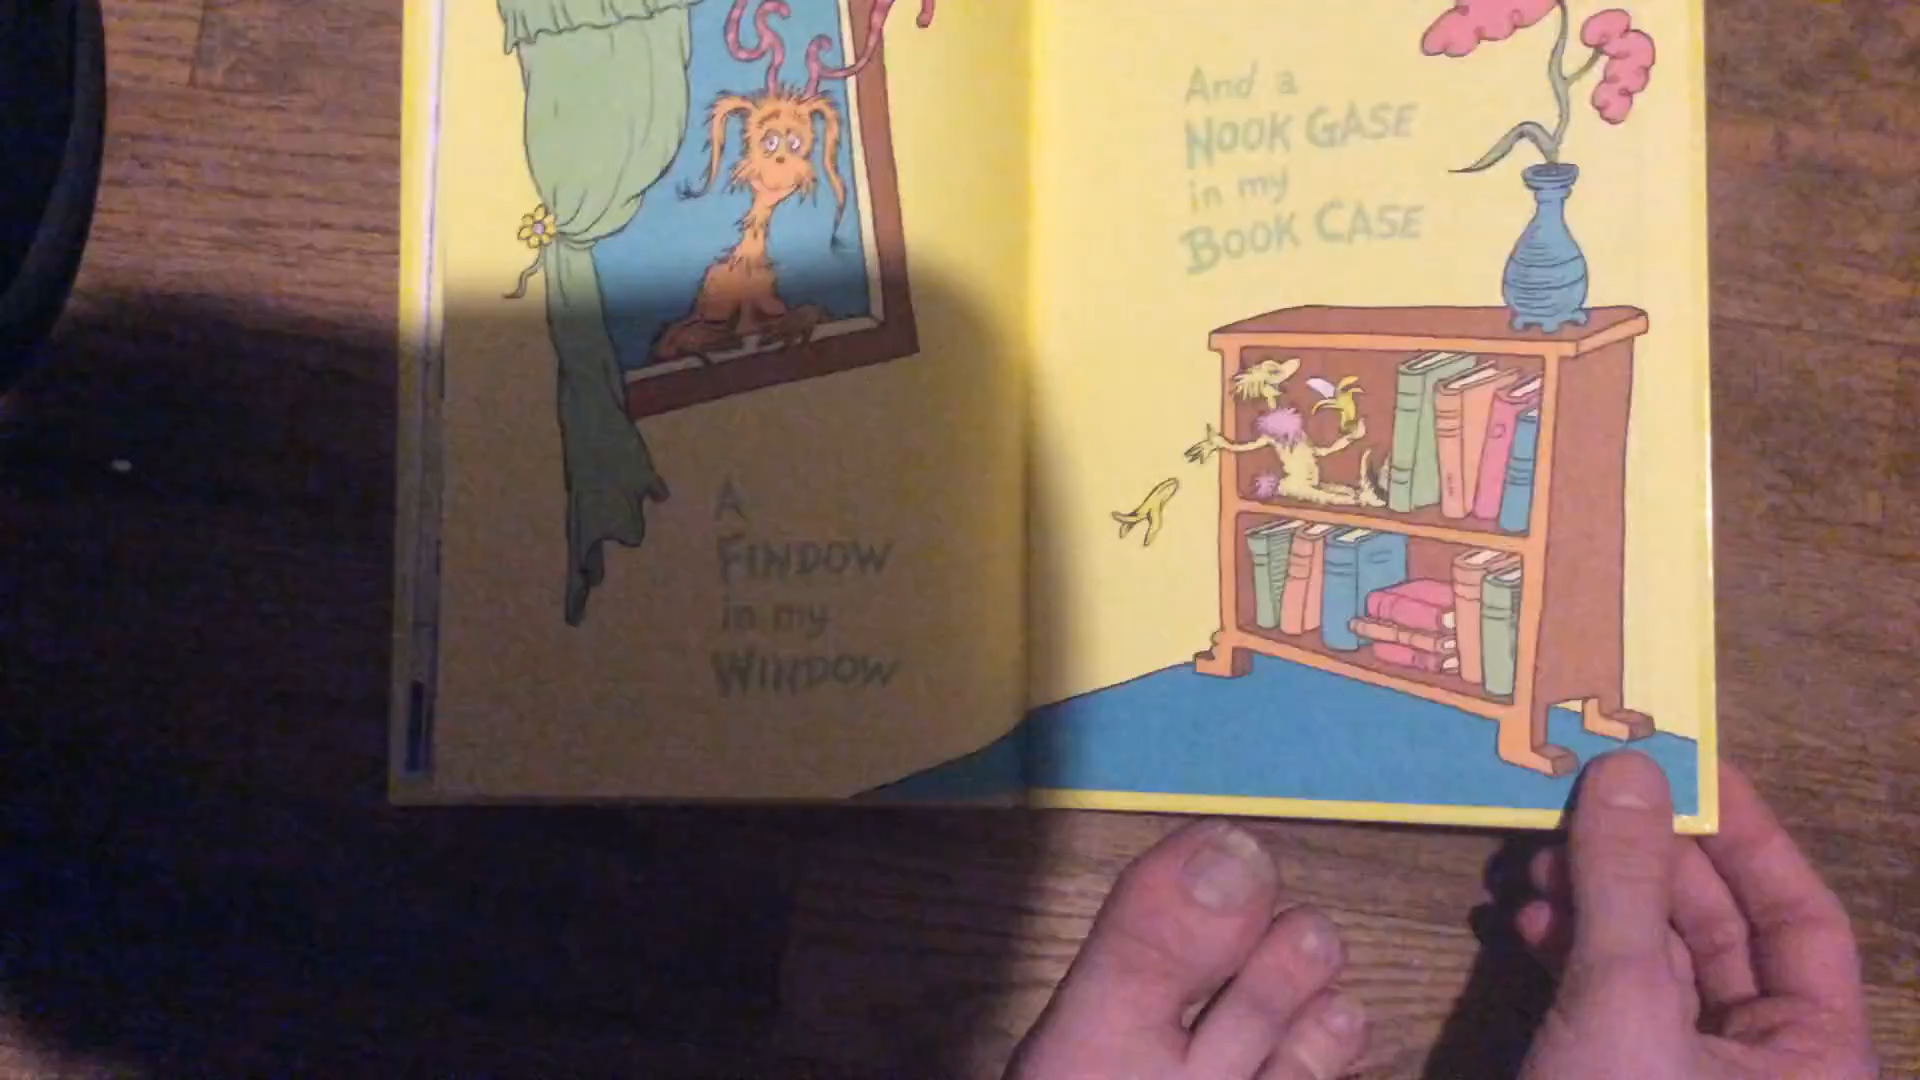 A
FINDOW
in my
WINDOW
And a
NOOK GASE
in my
BOOK CASE